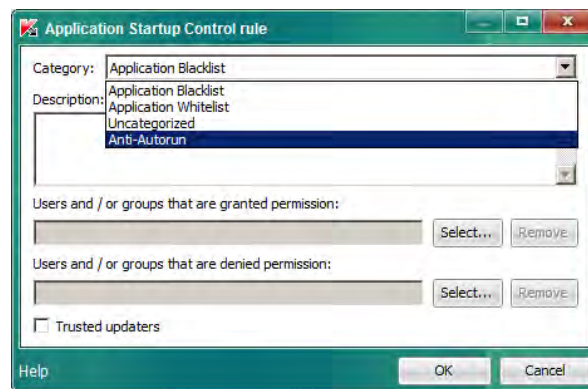 Application Startup Control rule
Category: Application Blacklist
Application Blacklist
Description:
Application Whitelist
Uncategorized
Anti-Autorun
Users and / or groups that are granted permission:
Select... Remove
Users and / or groups that are denied permission:
Select... Remove
Trusted updaters
Help OK Cancel